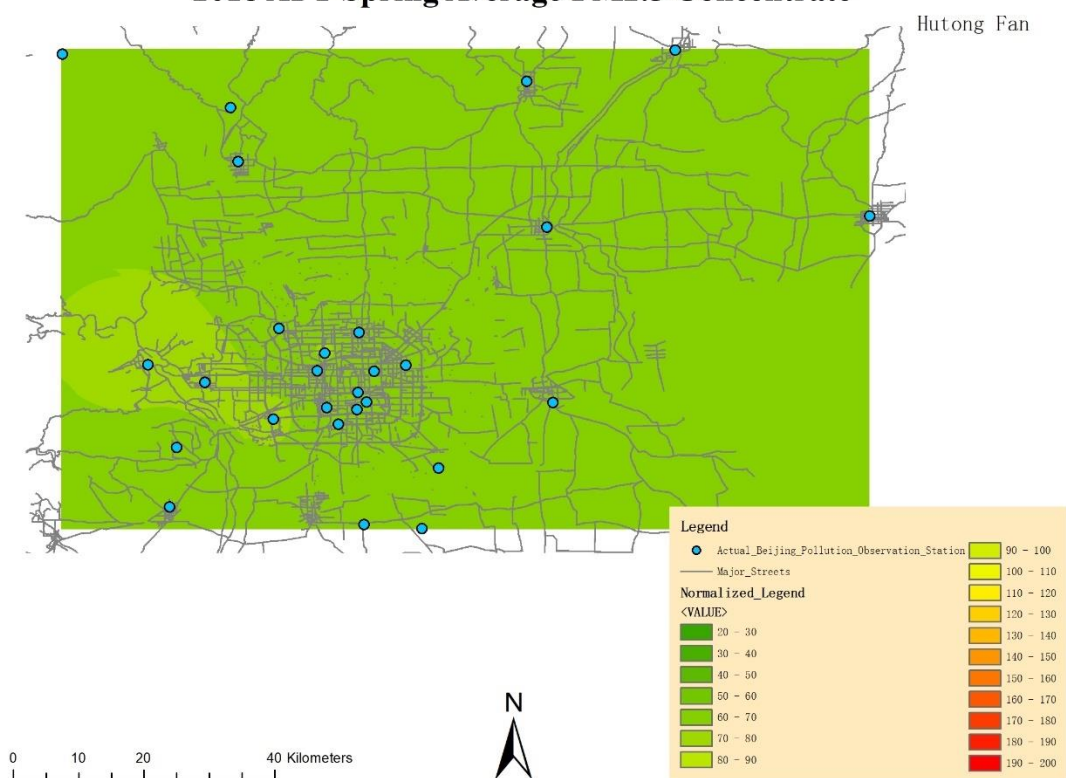 Spring Average PM2.5 Concentrate
Hutong Fan
Legend
Actual_Beijing_Pollution_Observation_Station
Major_Streets
Normalized_Legend
<VALUE>
20 - 30
30 - 40
40 - 50
50 - 60
60 - 70
70 - 80
80 - 90
90 - 100
100 - 110
110 - 120
120 - 130
130 - 140
140 - 150
150 - 160
160 - 170
170 - 180
180 - 190
190 - 200
N
0 10 20 40 Kilometers